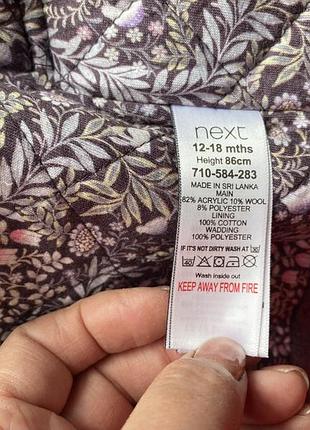 next
12-18 mths
Height 86cm
710-584-283
MADE IN SRI LANKA
MAIN
82% ACRYLIC 10% WOOL
8% POLYESTER
LINING
100% COTTON
WADDING
100% POLYESTER
IF IT'S NOT DIRTY WASH AT 30
Wash inside out
KEEP AWAY FROM FIRE